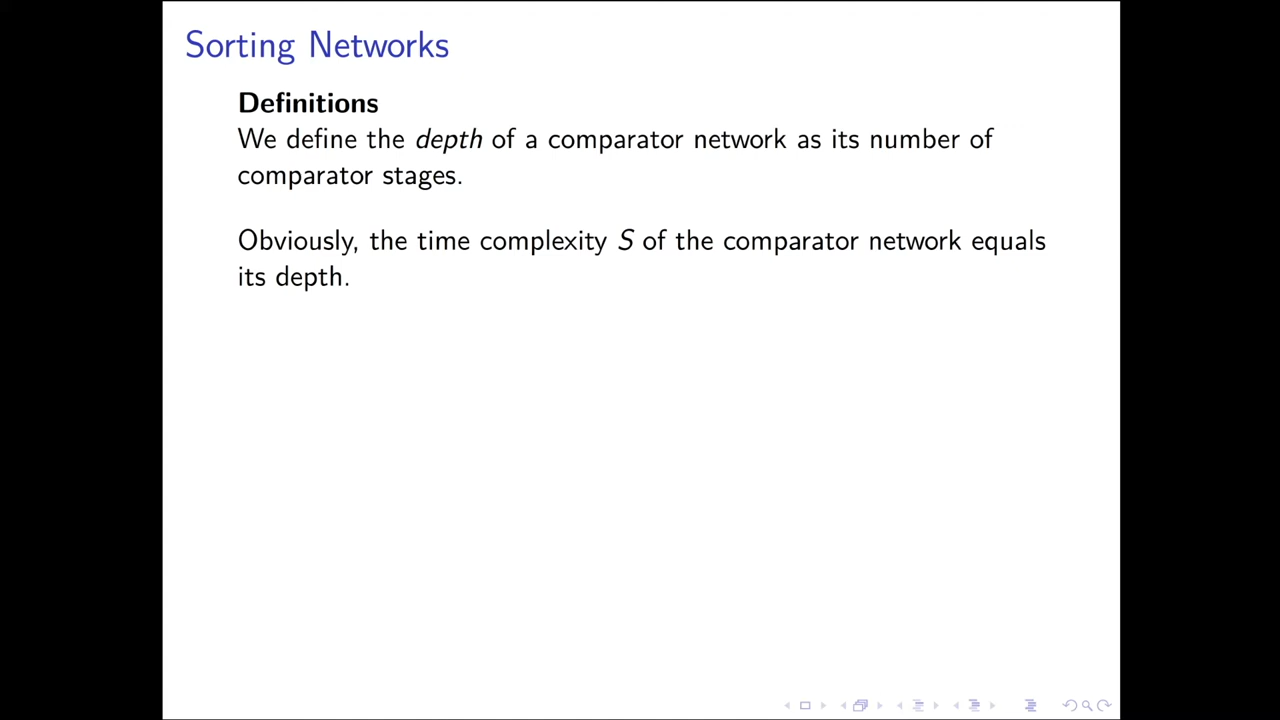 Sorting Networks
Definitions
We define the depth of a comparator network as its number of
comparator stages.
Obviously, the time complexity S of the comparator network equals
its depth.